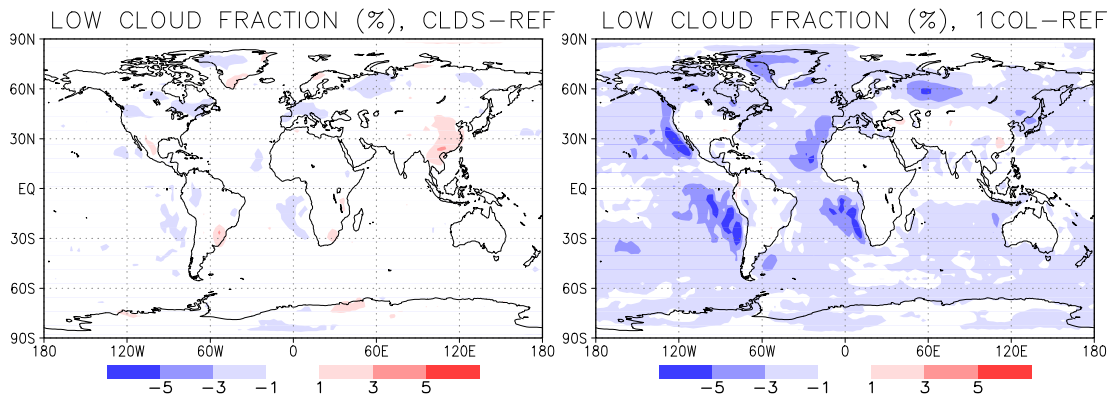 LOW CLOUD FRACTION (%), CLDS−REF
90N
60N
30N
EQ
30S
60S
90S
180 120W 60W 0 60E 120E 180
−5 −3 −1 1 3 5
LOW CLOUD FRACTION (%), 1COL−REF
90N
60N
30N
EQ
30S
60S
90S
180 120W 60W 0 60E 120E 180
−5 −3 −1 1 3 5